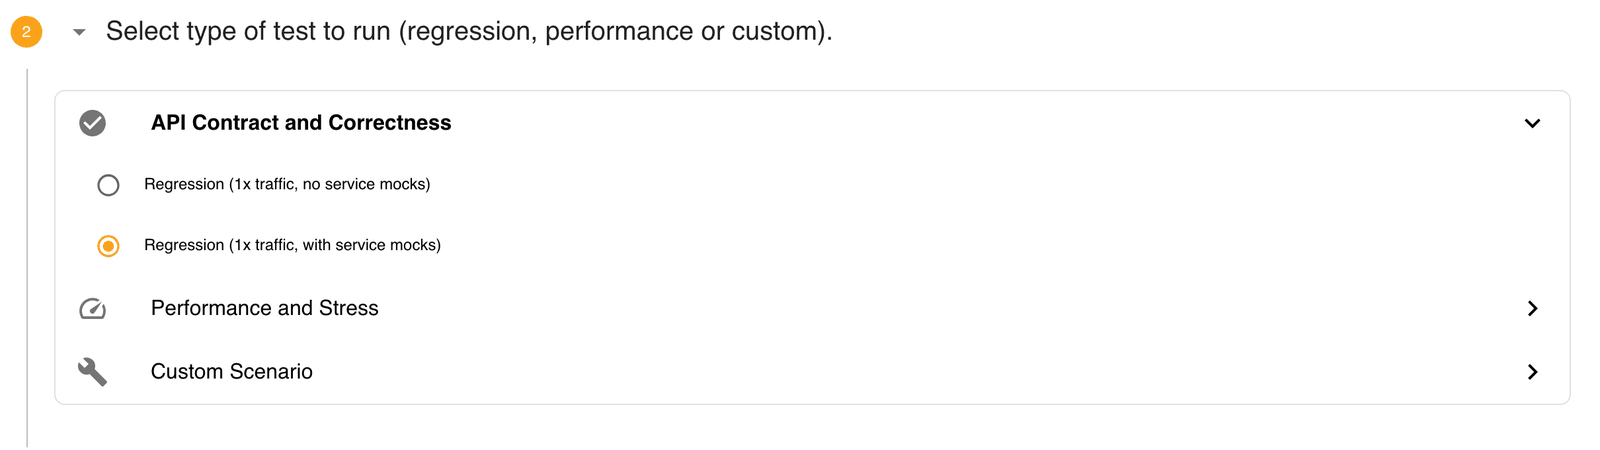 2
Select type of test to run (regression, performance or custom).
API Contract and Correctness
Regression (1x traffic, no service mocks)
Regression (1x traffic, with service mocks)
Performance and Stress
Custom Scenario